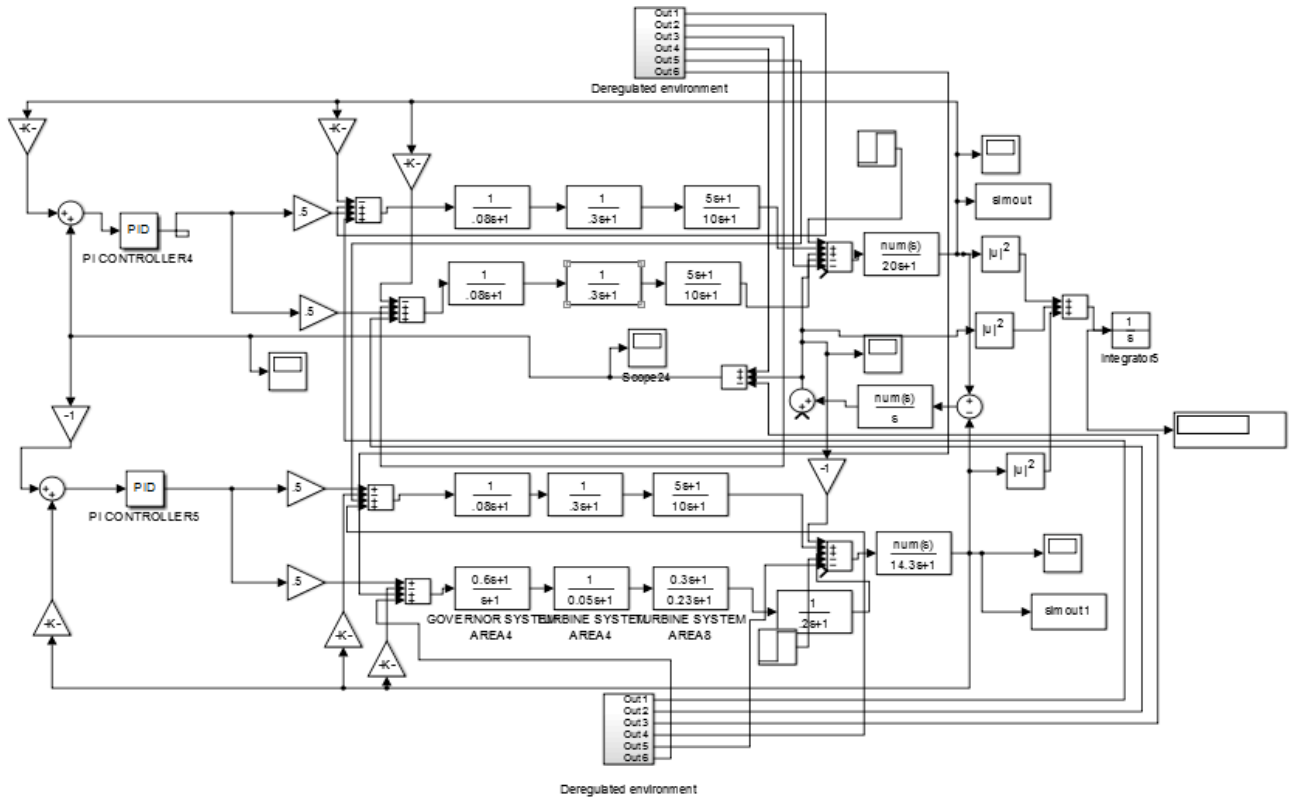 Out1
Out2
Out3
Out4
Out5
Out6
Deregulated environment
-K-
-K-
-K-
.5
1
.08s+1
1
.3s+1
5s+1
10s+1
simout
PID
PI CONTROLLER4
num(s)
20s+1
|u|²
1
.08s+1
1
.3s+1
5s+1
10s+1
.5
|u|²
1
s
Integrator5
Scope24
num(s)
s
-1
-1
|u|²
PID
PI CONTROLLER5
.5
1
.08s+1
1
.3s+1
5s+1
10s+1
num(s)
14.3s+1
.5
0.6s+1
s+1
1
0.05s+1
0.3s+1
0.23s+1
1
.2s+1
simout1
GOVERNOR SYSTEM
AREA4
TURBINE SYSTEM
AREA4
TURBINE SYSTEM
AREA8
-K-
-K-
-K-
Out1
Out2
Out3
Out4
Out5
Out6
Deregulated environment